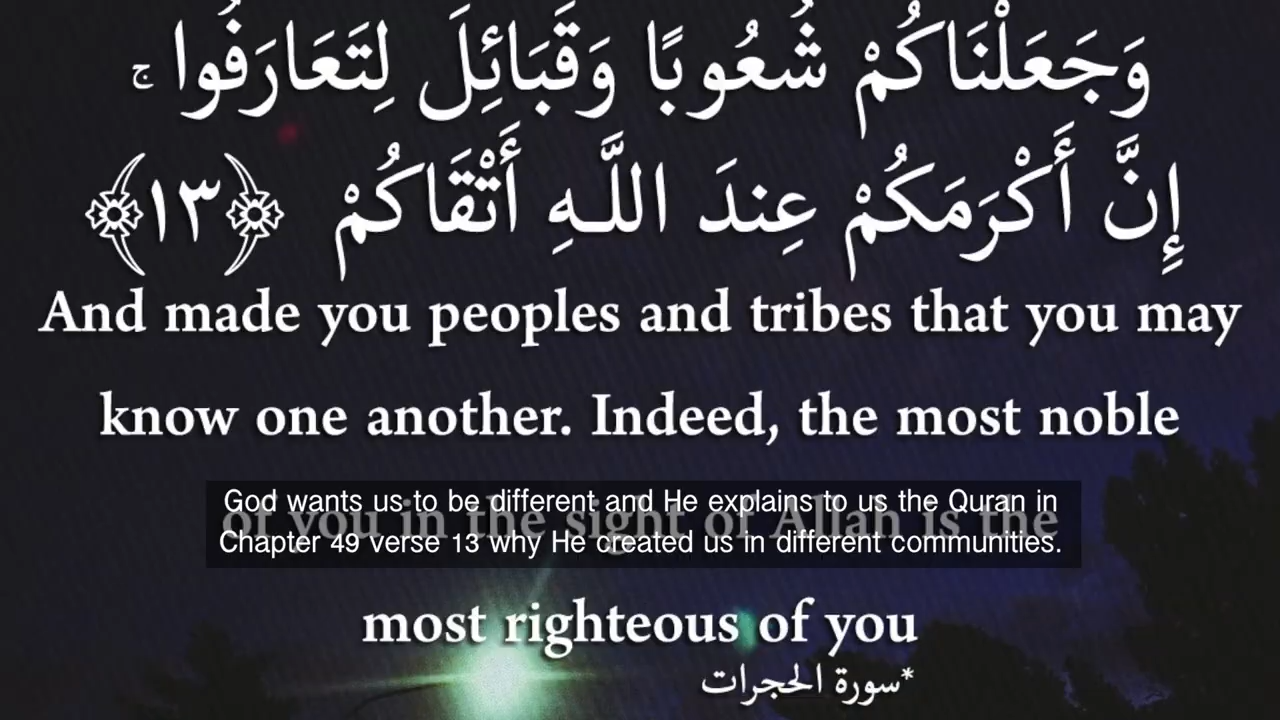 وَجَعَلْنَاكُمْ شُعُوبًا وَقَبَائِلَ لِتَعَارَفُوا ۚ
إِنَّ أَكْرَمَكُمْ عِندَ اللَّـهِ أَتْقَاكُمْ ﴿١٣﴾
And made you peoples and tribes that you may
know one another. Indeed, the most noble
of you in the sight of Allah is the
God wants us to be different and He explains to us the Quran in
Chapter 49 verse 13 why He created us in different communities.
most righteous of you
*سورة الحجرات